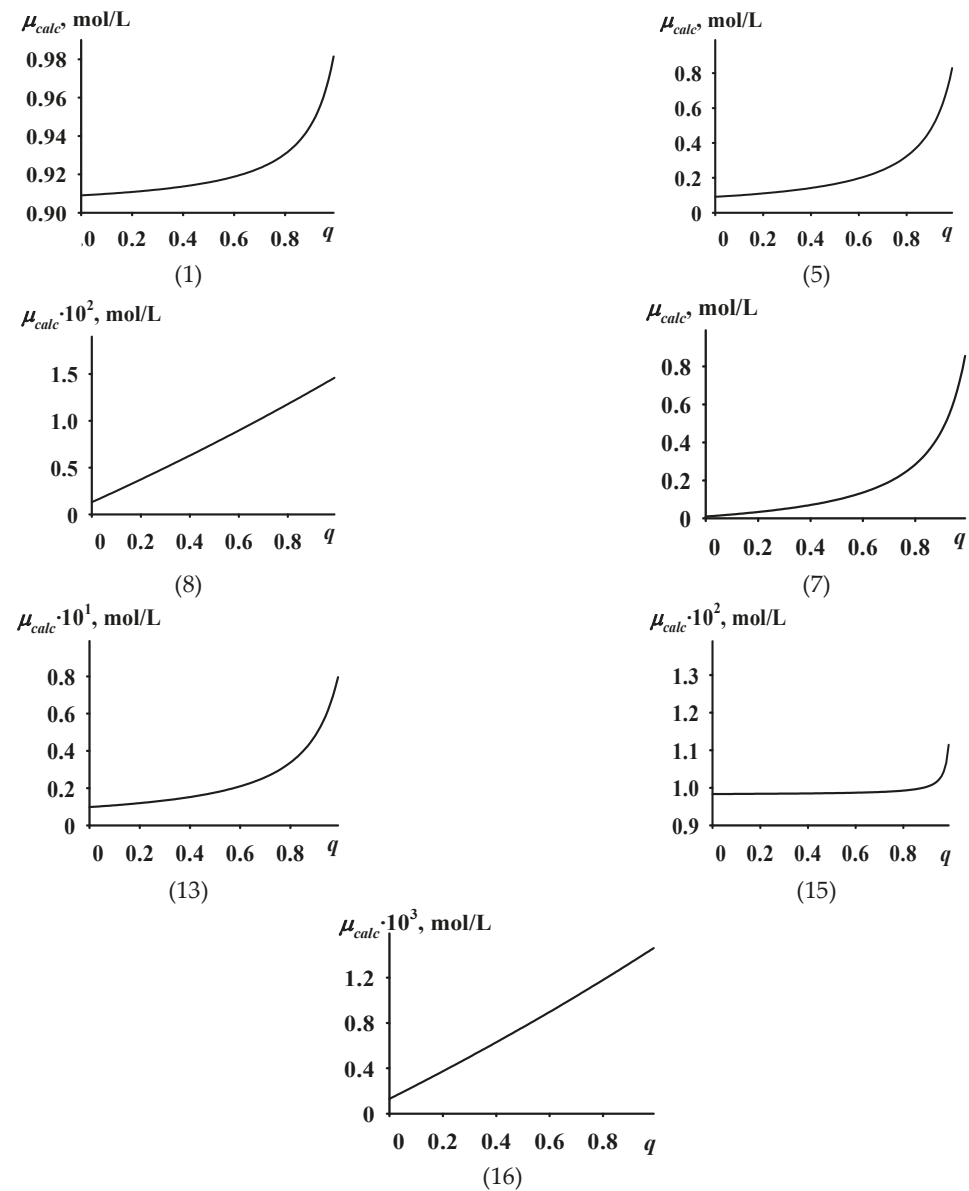 μcalc, mol/L
0.98
0.96
0.94
0.92
0.90
.0 0.2 0.4 0.6 0.8 q
(1)
μcalc, mol/L
0.8
0.6
0.4
0.2
0
0 0.2 0.4 0.6 0.8 q
(5)
μcalc·10², mol/L
1.5
1.0
0.5
0
0 0.2 0.4 0.6 0.8 q
(8)
μcalc, mol/L
0.8
0.6
0.4
0.2
0
0 0.2 0.4 0.6 0.8 q
(7)
μcalc·10¹, mol/L
0.8
0.6
0.4
0.2
0
0 0.2 0.4 0.6 0.8 q
(13)
μcalc·10², mol/L
1.3
1.2
1.1
1.0
0.9
0 0.2 0.4 0.6 0.8 q
(15)
μcalc·10³, mol/L
1.2
0.8
0.4
0
0 0.2 0.4 0.6 0.8 q
(16)